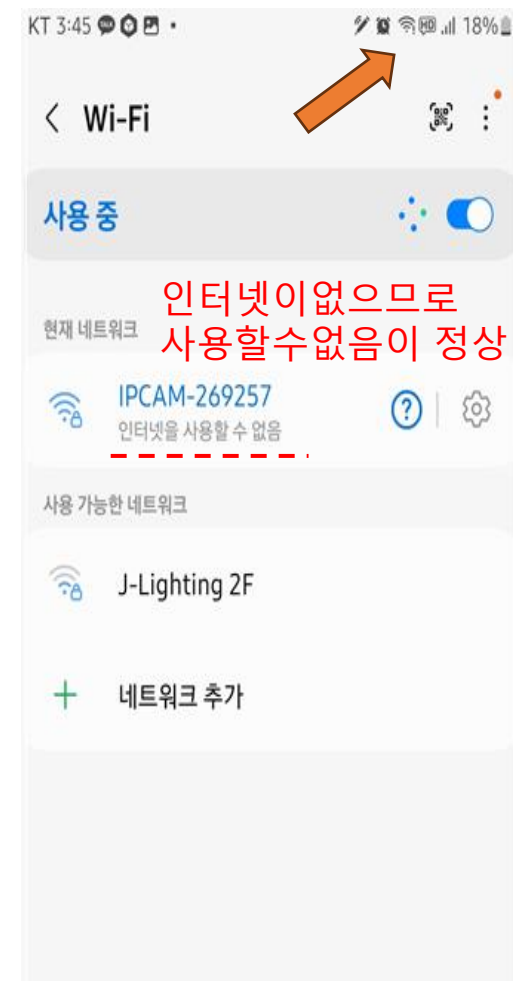 KT 3:45
HD 18%
Wi-Fi
사용 중
인터넷이없으므로
현재 네트워크
사용할수없음이 정상
IPCAM-269257
?
인터넷을 사용할 수 없음
사용 가능한 네트워크
J-Lighting 2F
네트워크 추가